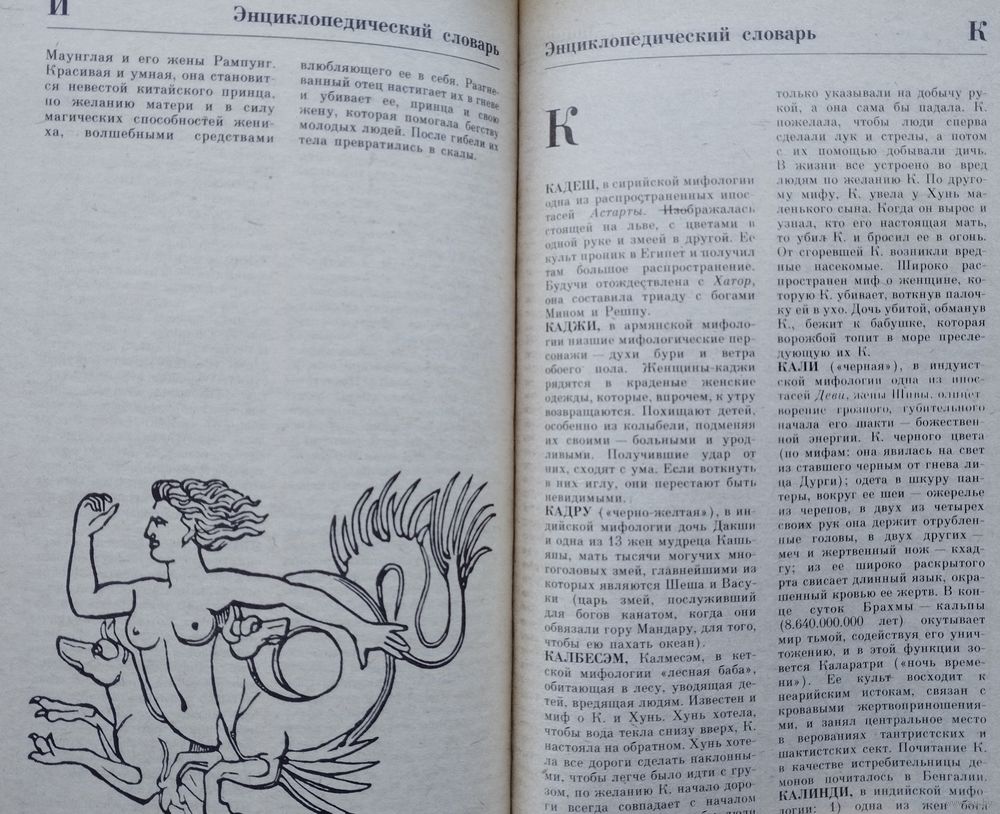 И
Энциклопедический словарь
Маунглая и его жены Рампунг.
Красивая и умная, она становит-
ся невестой китайского принца,
по желанию матери и в силу
магических способностей жени-
ха, волшебными средствами
влюбляющего ее в себя. Разгне-
ванный отец настигает их в гневе
и убивает ее, принца и свою
жену, которая помогала бегству
молодых людей. После гибели их
тела превратились в скалы.
Энциклопедический словарь
К
К
КАДЕШ, в сирийской мифологии
одна из распространенных ипос-
тасей Астарты. Изображалась
стоящей на льве, с цветами в
одной руке и змеей в другой. Ее
культ проник в Египет и получил
там большое распространение.
Будучи отождествлена с Хатор,
она составила триаду с богами
Мином и Решпу.
КАДЖИ, в армянской мифоло-
гии низшие мифологические пер-
сонажи — духи бури и ветра
обоего пола. Женщины-каджи
рядятся в краденые женские
одежды, которые, впрочем, к утру
возвращаются. Похищают детей,
особенно из колыбели, подменяя
их своими — больными и урод-
ливыми. Получившие удар от
них, сходят с ума. Если воткнуть
в них иглу, они перестают быть
невидимыми.
КАДРУ («черно-желтая»), в ин-
дийской мифологии дочь Дакши
и одна из 13 жен мудреца Кашь-
япы, мать тысячи могучих мно-
гоголовых змей, главнейшими из
которых являются Шеша и Васу-
ки (царь змей, послуживший
для богов канатом, когда они
обвязали гору Мандару, для того,
чтобы ею пахать океан).
КАЛБЕСЭМ, Калмесэм, в кет-
ской мифологии «лесная баба»,
обитающая в лесу, уводящая де-
тей, вредящая людям. Известен и
миф о К. и Хунь. Хунь хотела,
чтобы вода текла снизу вверх, К.
настояла на обратном. Хунь хоте-
ла все дороги сделать наклонны-
ми, чтобы легче было идти с гру-
зом, по желанию К. начало доро-
ги всегда совпадает с началом
только указывали на добычу ру-
кой, а она сама бы падала. К.
пожелала, чтобы люди сперва
сделали лук и стрелы, а потом
с их помощью добывали дичь.
В жизни все устроено во вред
людям по желанию К. По друго-
му мифу, К. увела у Хунь ма-
ленького сына. Когда он вырос и
узнал, кто его настоящая мать,
то убил К. и бросил ее в огонь.
От сгоревшей К. возникли вред-
ные насекомые. Широко рас-
пространен миф о женщине, ко-
торую К. убивает, воткнув палоч-
ку ей в ухо. Дочь убитой, обманув
К., бежит к бабушке, которая
ворожбой топит в море пресле-
дующую их К.
КАЛИ («черная»), в индуист
ской мифологии одна из ипос-
тасей Деви, жены Шивы, олицет
ворение грозного, губительного
начала его шакти — божествен-
ной энергии. К. черного цвета
(по мифам: она явилась на свет
из ставшего черным от гнева ли-
ца Дурги); одета в шкуру пан-
теры, вокруг ее шеи — ожерелье
из черепов, в двух из четырех
своих рук она держит отрублен-
ные головы, в двух других —
меч и жертвенный нож — кхад-
гу; из ее широко раскрытого
рта свисает длинный язык, окра-
шенный кровью ее жертв. В кон-
це суток Брахмы — кальпы
(8.640.000.000 лет) окутывает
мир тьмой, содействуя его унич-
тожению, и в этой функции зо-
вется Каларатри («ночь време-
ни»). Ее культ восходит к
неарийским истокам, связан с
кровавыми жертвоприношения-
ми, и занял центральное место
в верованиях тантристских и
шактистских сект. Почитание К.
в качестве истребительницы де-
монов почиталось в Бенгалии.
КАЛИНДИ, в индийской мифо-
логии: 1) одна из жен бога